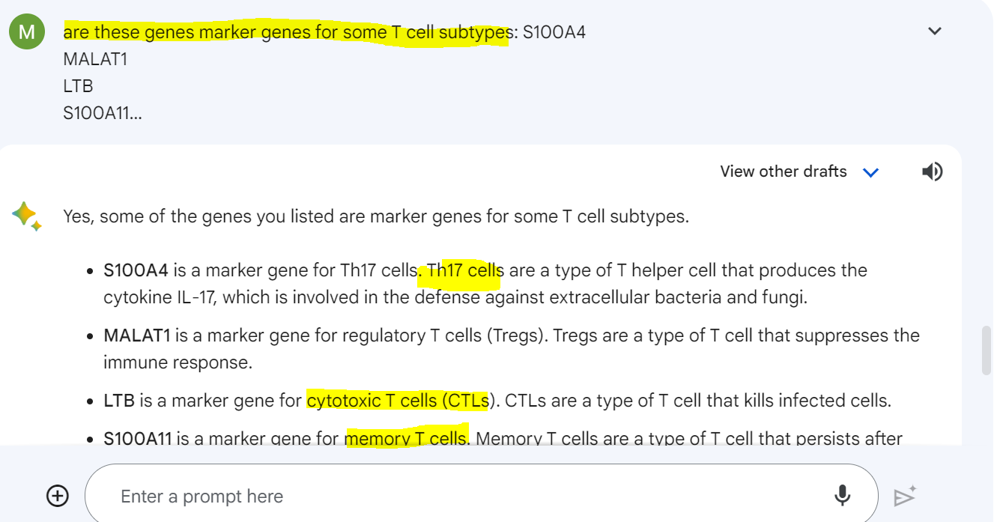 M
are these genes marker genes for some T cell subtypes: S100A4
MALAT1
LTB
S100A11...
View other drafts
Yes, some of the genes you listed are marker genes for some T cell subtypes.
• S100A4 is a marker gene for Th17 cells. Th17 cells are a type of T helper cell that produces the
cytokine IL-17, which is involved in the defense against extracellular bacteria and fungi.
• MALAT1 is a marker gene for regulatory T cells (Tregs). Tregs are a type of T cell that suppresses the
immune response.
• LTB is a marker gene for cytotoxic T cells (CTLs). CTLs are a type of T cell that kills infected cells.
• S100A11 is a marker gene for memory T cells. Memory T cells are a type of T cell that persists after
Enter a prompt here